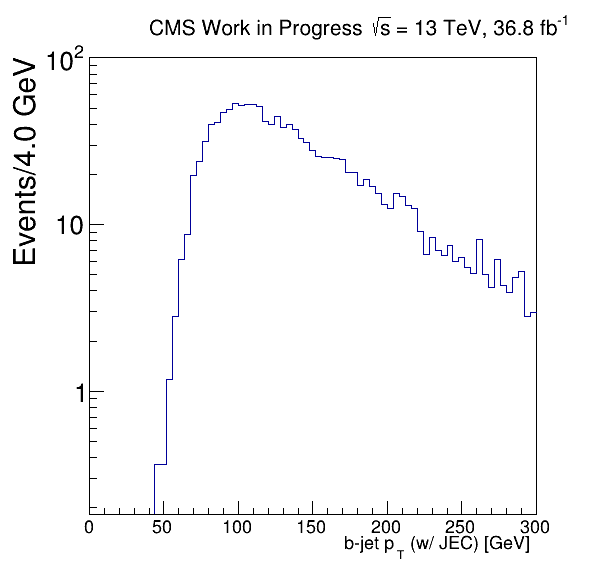 CMS Work in Progress √s = 13 TeV, 36.8 fb⁻¹
Events/4.0 GeV
10²
10
1
0 50 100 150 200 250 300
b-jet p_T (w/ JEC) [GeV]